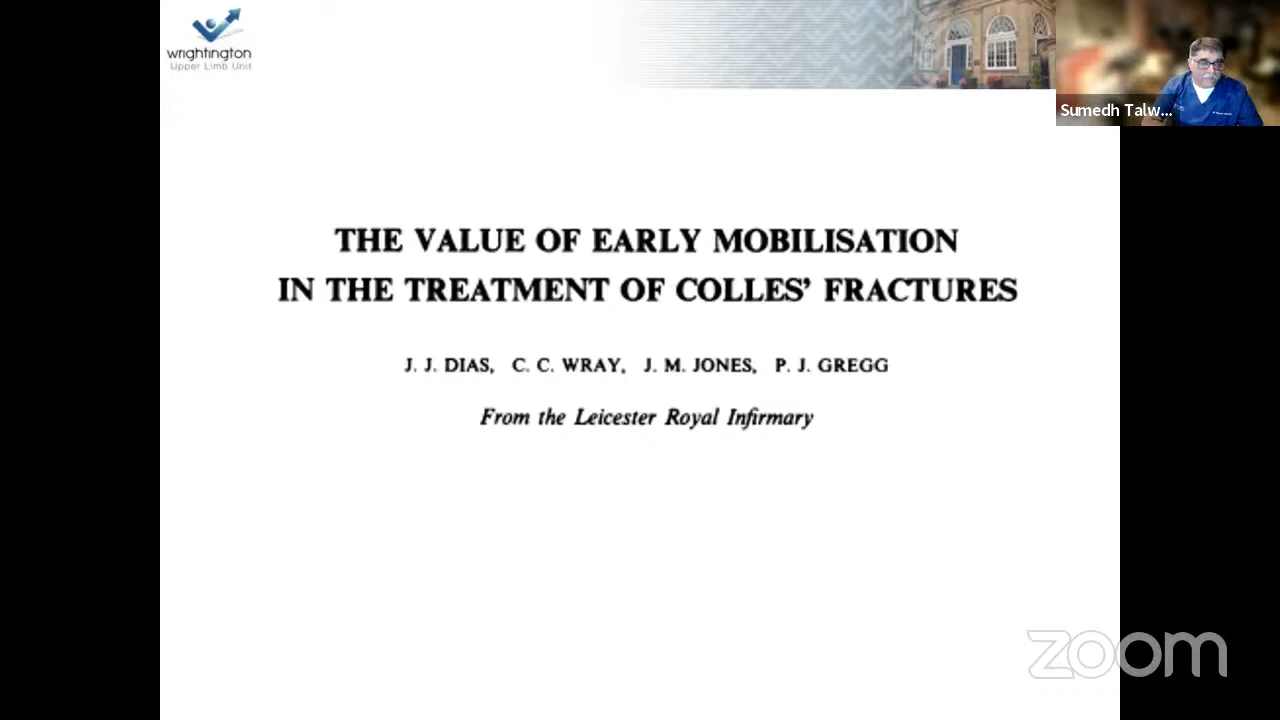 wrightington
Upper Limb Unit
Sumedh Talw...
THE VALUE OF EARLY MOBILISATION
IN THE TREATMENT OF COLLES' FRACTURES
J. J. DIAS, C. C. WRAY, J. M. JONES, P. J. GREGG
From the Leicester Royal Infirmary
zoom